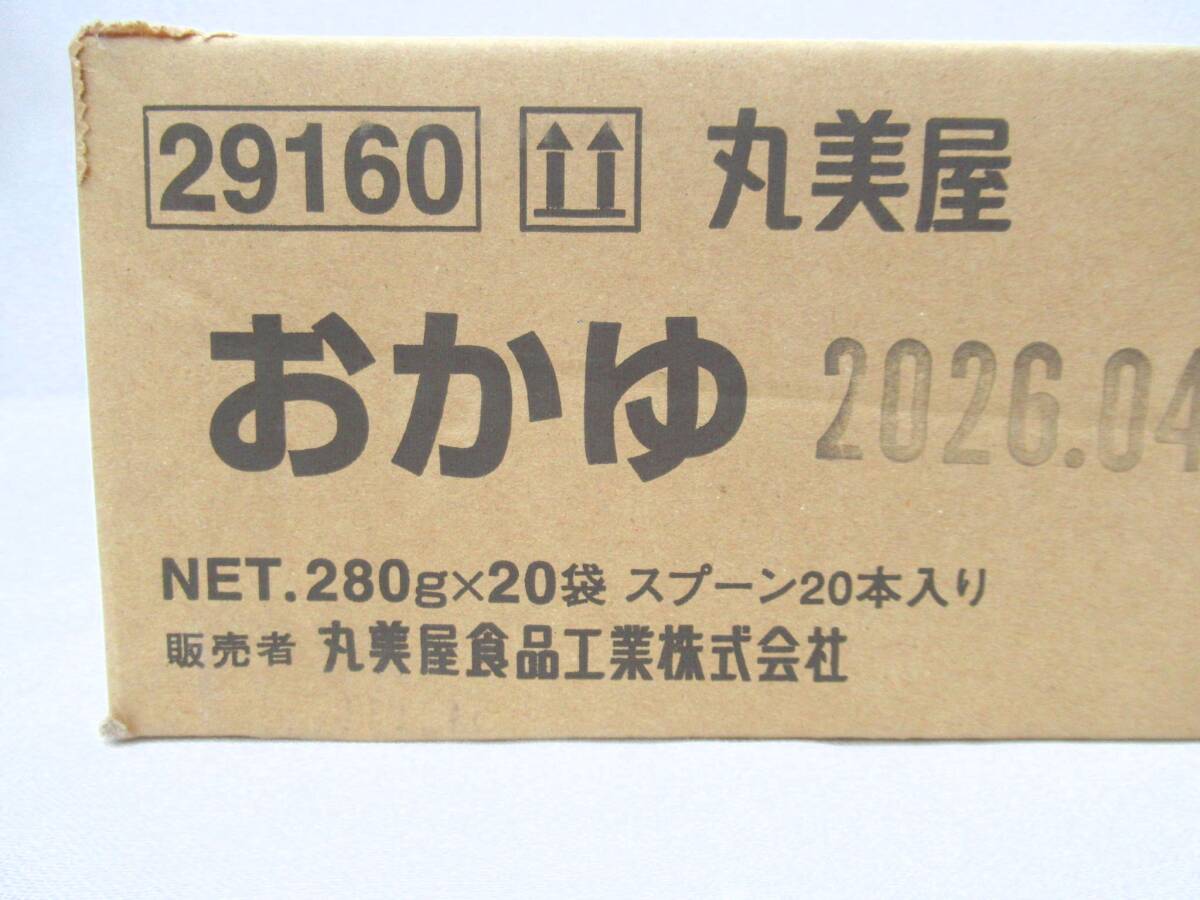 29160 丸美屋
おかゆ 2026.04
NET.280g×20袋 スプーン20本入り
販売者 丸美屋食品工業株式会社